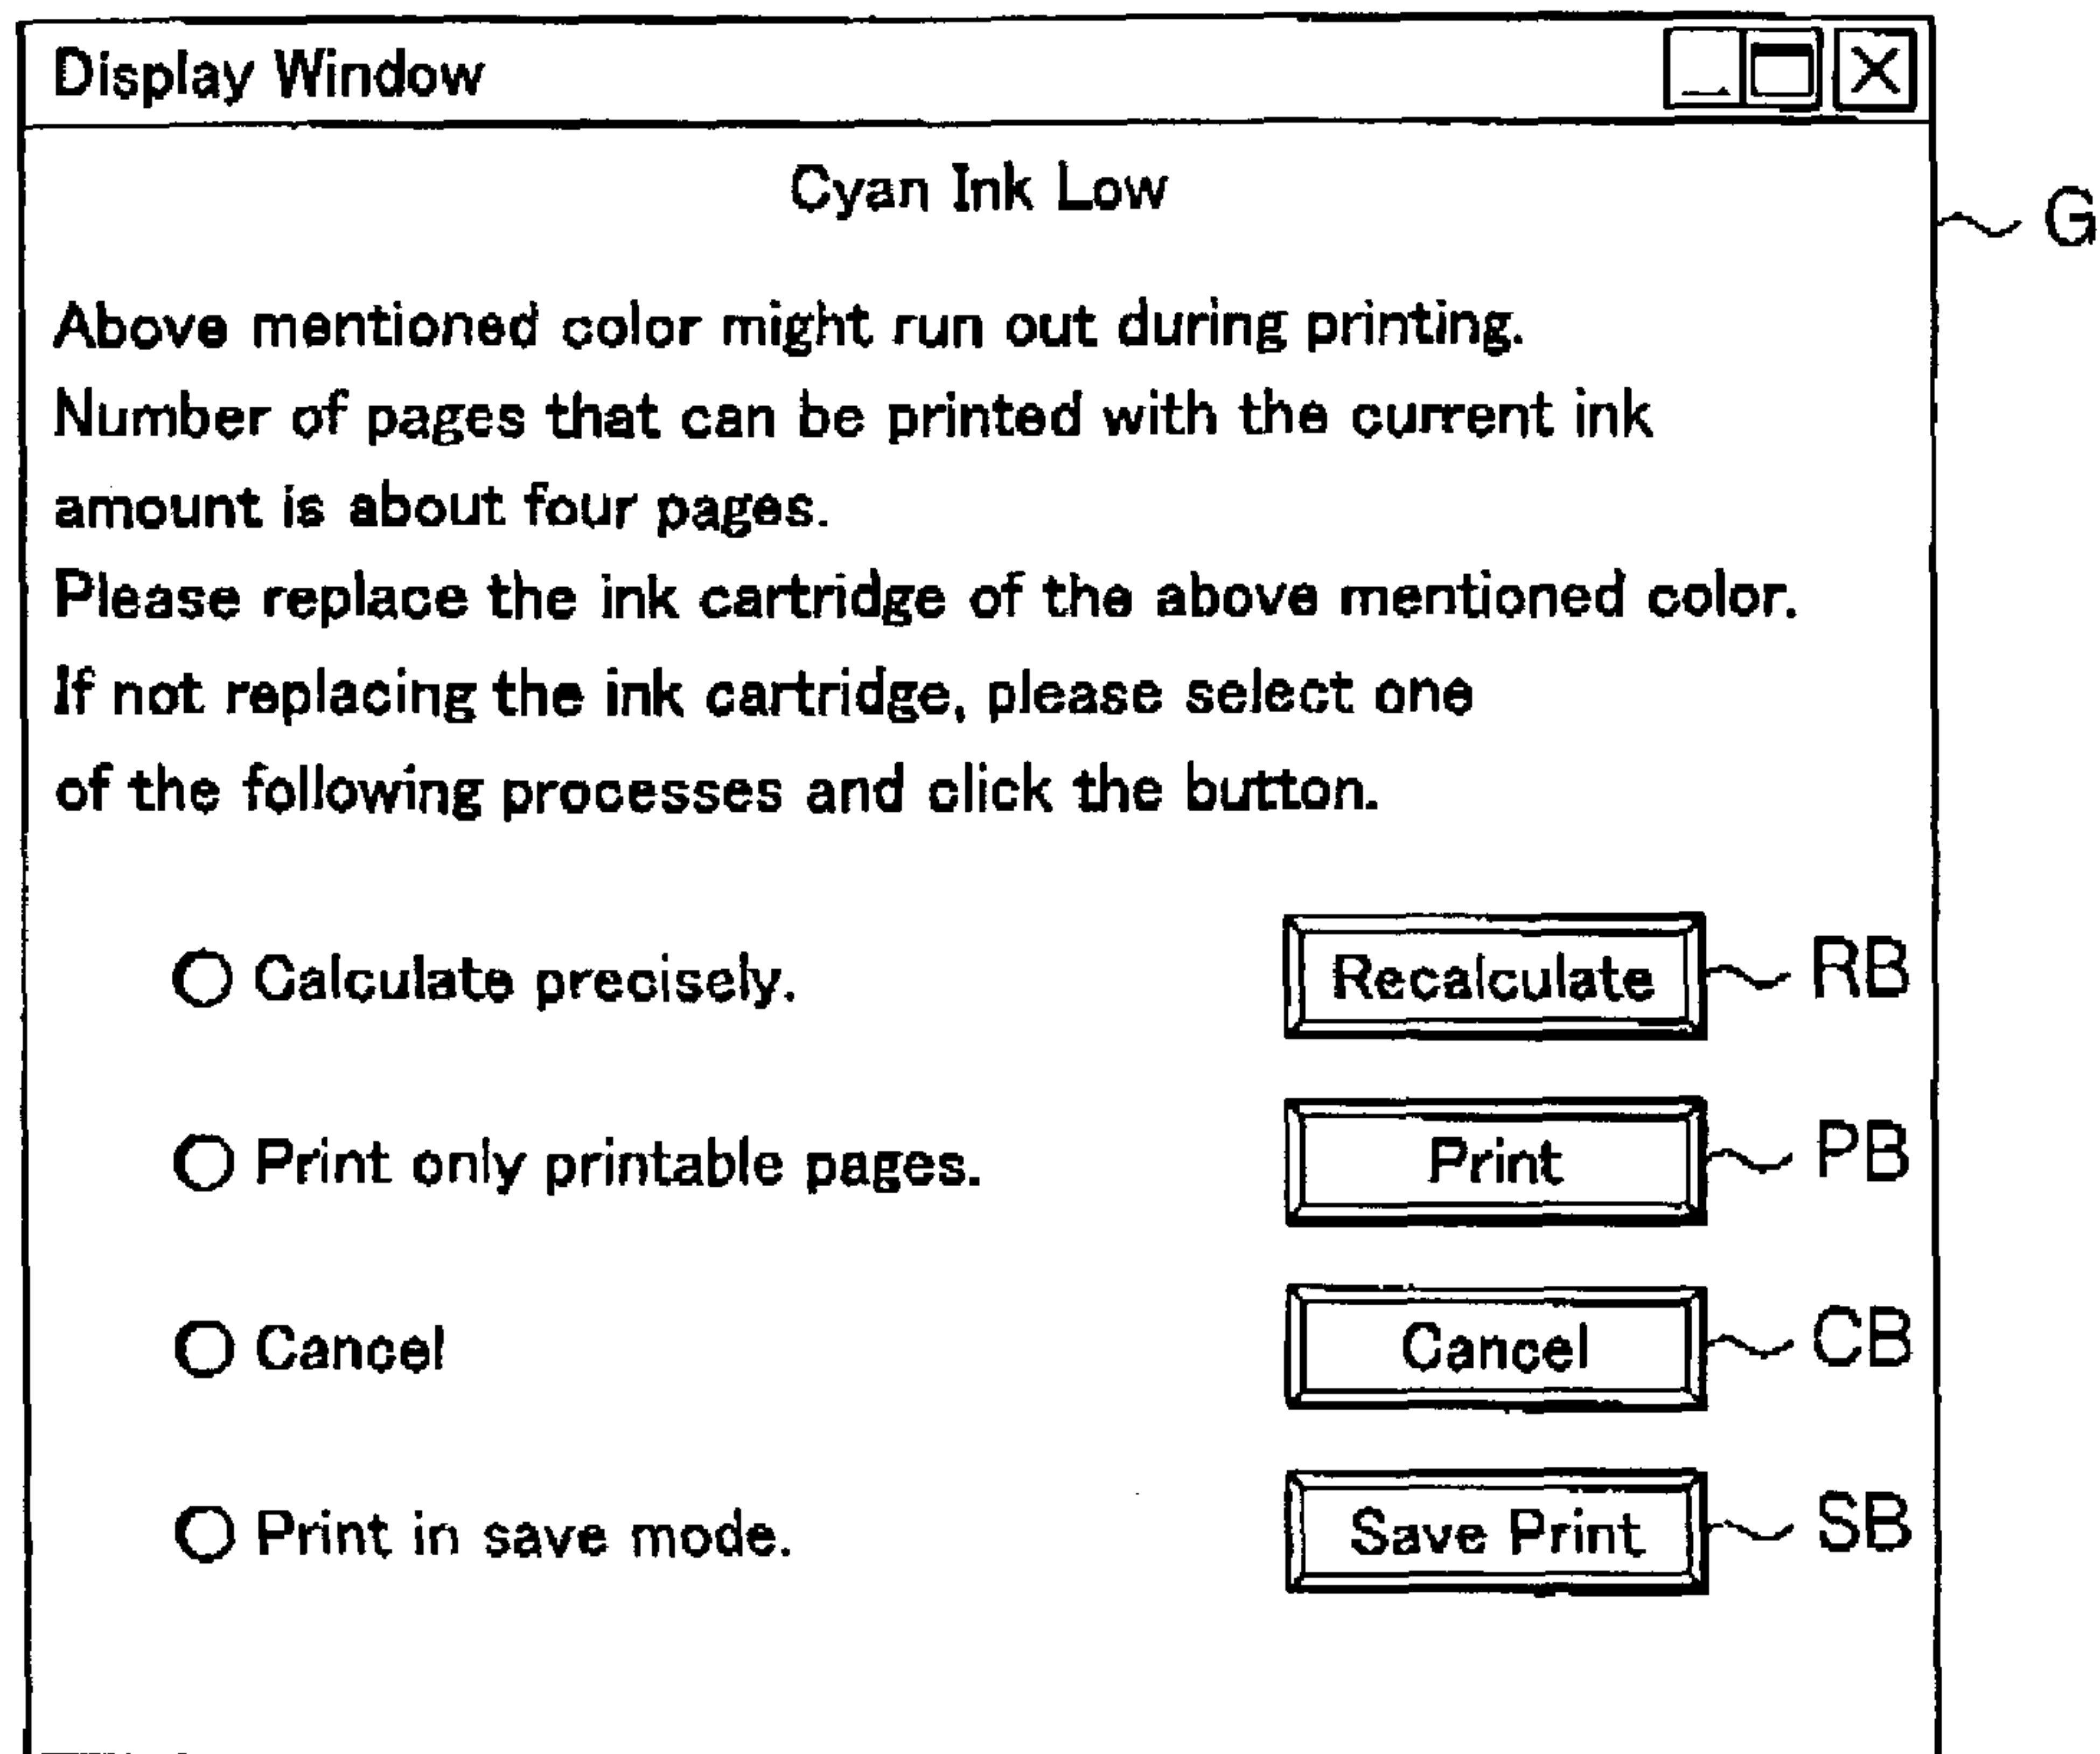 Display Window
Cyan Ink Low
G
Above mentioned color might run out during printing.
Number of pages that can be printed with the current ink
amount is about four pages.
Please replace the ink cartridge of the above mentioned color.
If not replacing the ink cartridge, please select one
of the following processes and click the button.
Calculate precisely. Recalculate RB
Print only printable pages. Print PB
Cancel Cancel CB
Print in save mode. Save Print SB